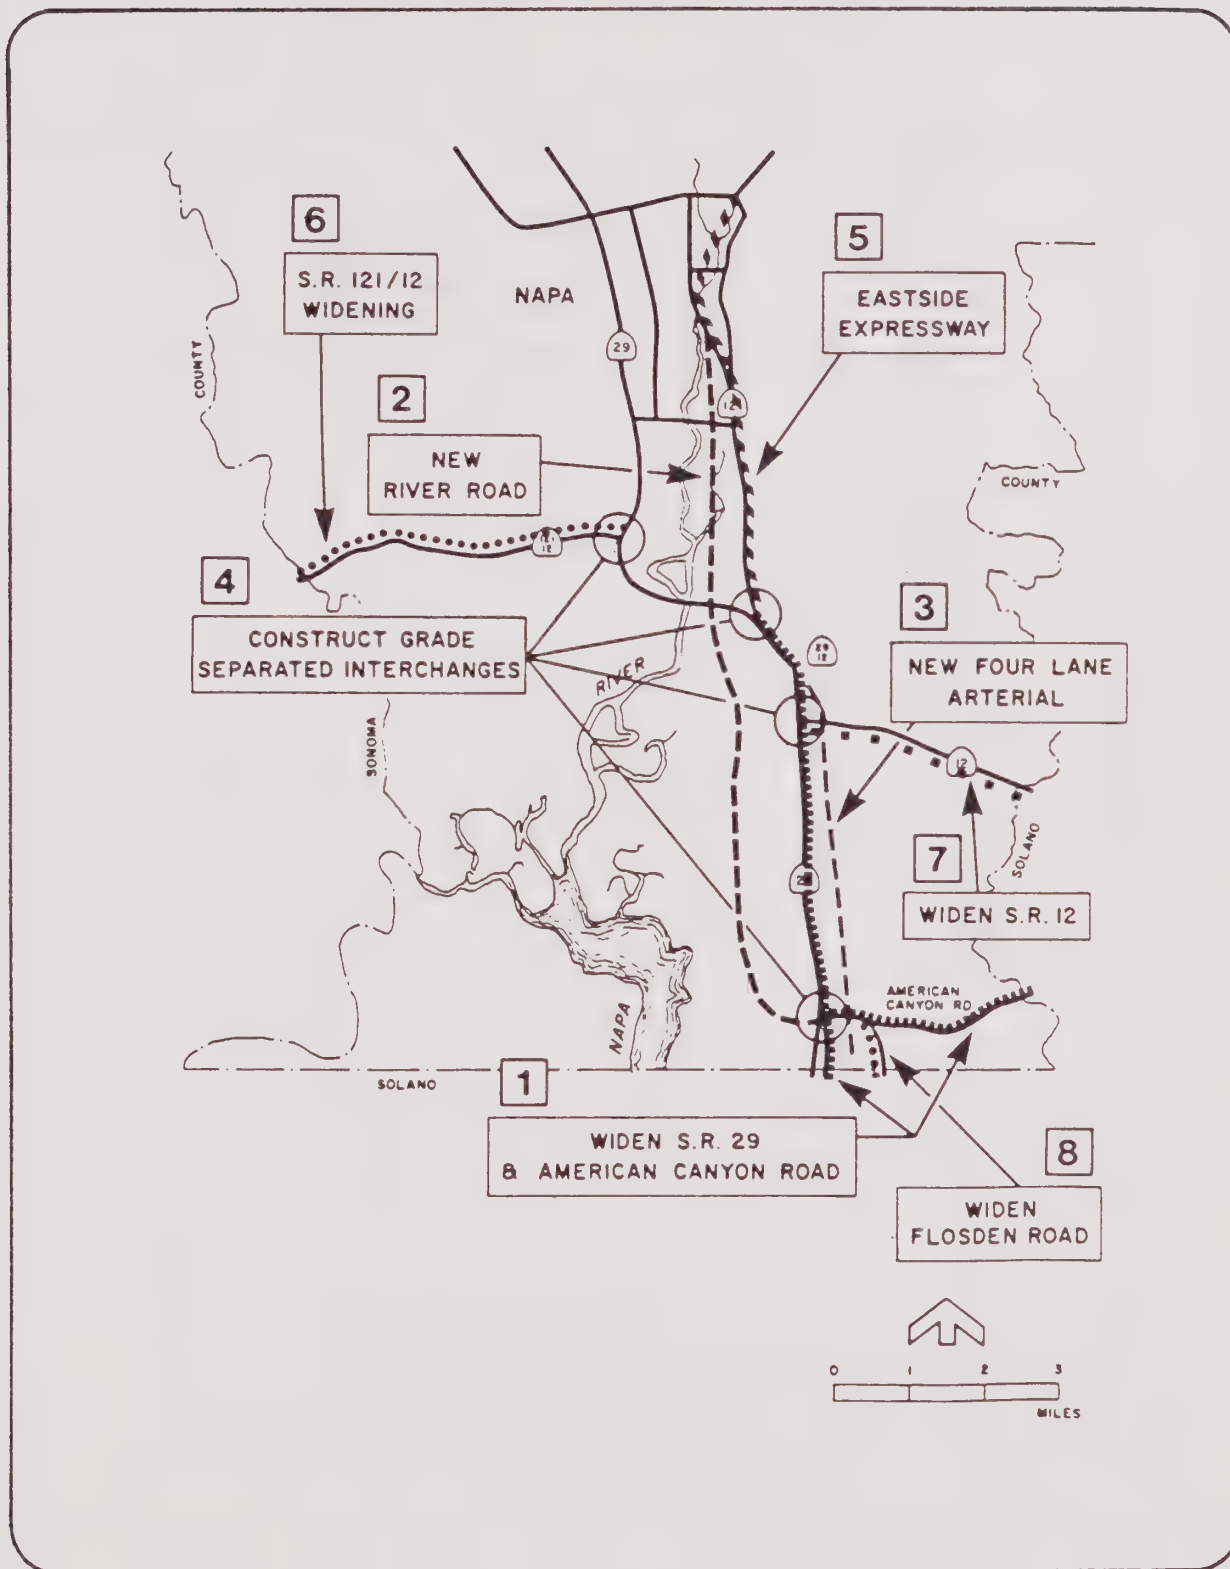 6
S.R. 121/12
WIDENING
NAPA
5
EASTSIDE
EXPRESSWAY
29
COUNTY
2
NEW
RIVER ROAD
COUNTY
12
4
CONSTRUCT GRADE
SEPARATED INTERCHANGES
3
NEW FOUR LANE
ARTERIAL
29
12
RIVER
SONOMA
12
SOLANO
7
WIDEN S.R. 12
AMERICAN
CANYON RD
NAPA
SOLANO
1
WIDEN S.R. 29
& AMERICAN CANYON ROAD
8
WIDEN
FLOSDEN ROAD
0 1 2 3
MILES